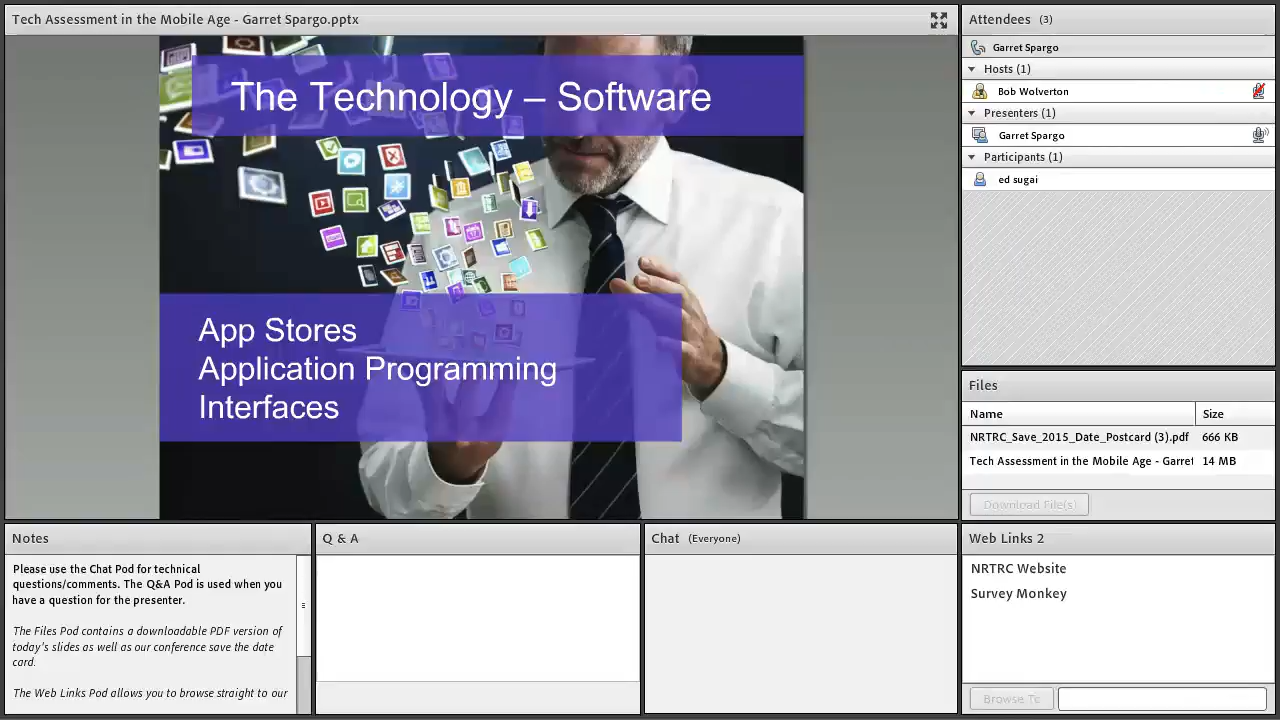 Tech Assessment in the Mobile Age - Garret Spargo.pptx
The Technology – Software
App Stores
Application Programming
Interfaces
Attendees (3)
Garret Spargo
Hosts (1)
Bob Wolverton
Presenters (1)
Garret Spargo
Participants (1)
ed sugai
Files
Name Size
NRTRC_Save_2015_Date_Postcard (3).pdf 666 KB
Tech Assessment in the Mobile Age - Garret 14 MB
Download File(s)
Notes
Please use the Chat Pod for technical
questions/comments. The Q&A Pod is used when you
have a question for the presenter.
The Files Pod contains a downloadable PDF version of
today's slides as well as our conference save the date
card.
The Web Links Pod allows you to browse straight to our
Q & A
Chat (Everyone)
Web Links 2
NRTRC Website
Survey Monkey
Browse To